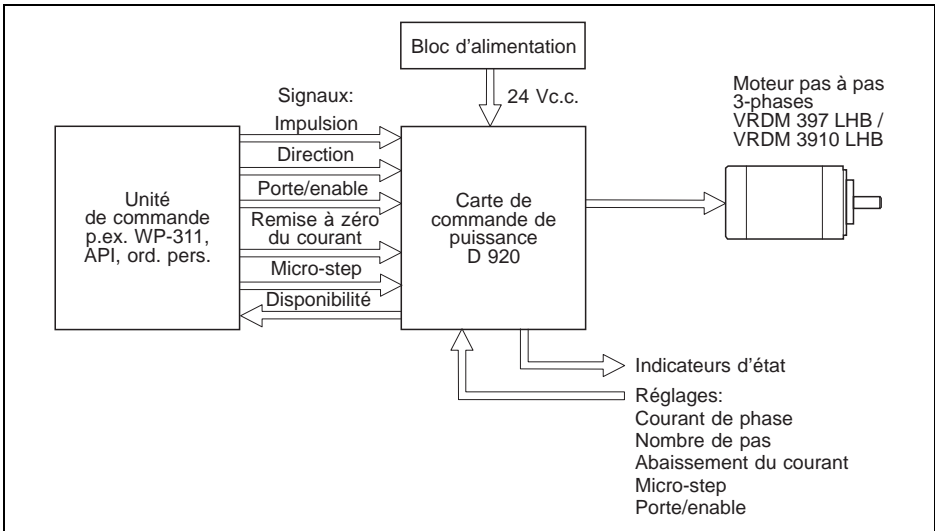 Bloc d'alimentation
24 Vc.c.
Signaux:
Impulsion
Direction
Porte/enable
Remise à zéro
du courant
Micro-step
Disponibilité
Unité
de commande
p.ex. WP-311,
API, ord. pers.
Carte de
commande de
puissance
D 920
Moteur pas à pas
3-phases
VRDM 397 LHB /
VRDM 3910 LHB
Indicateurs d'état
Réglages:
Courant de phase
Nombre de pas
Abaissement du courant
Micro-step
Porte/enable